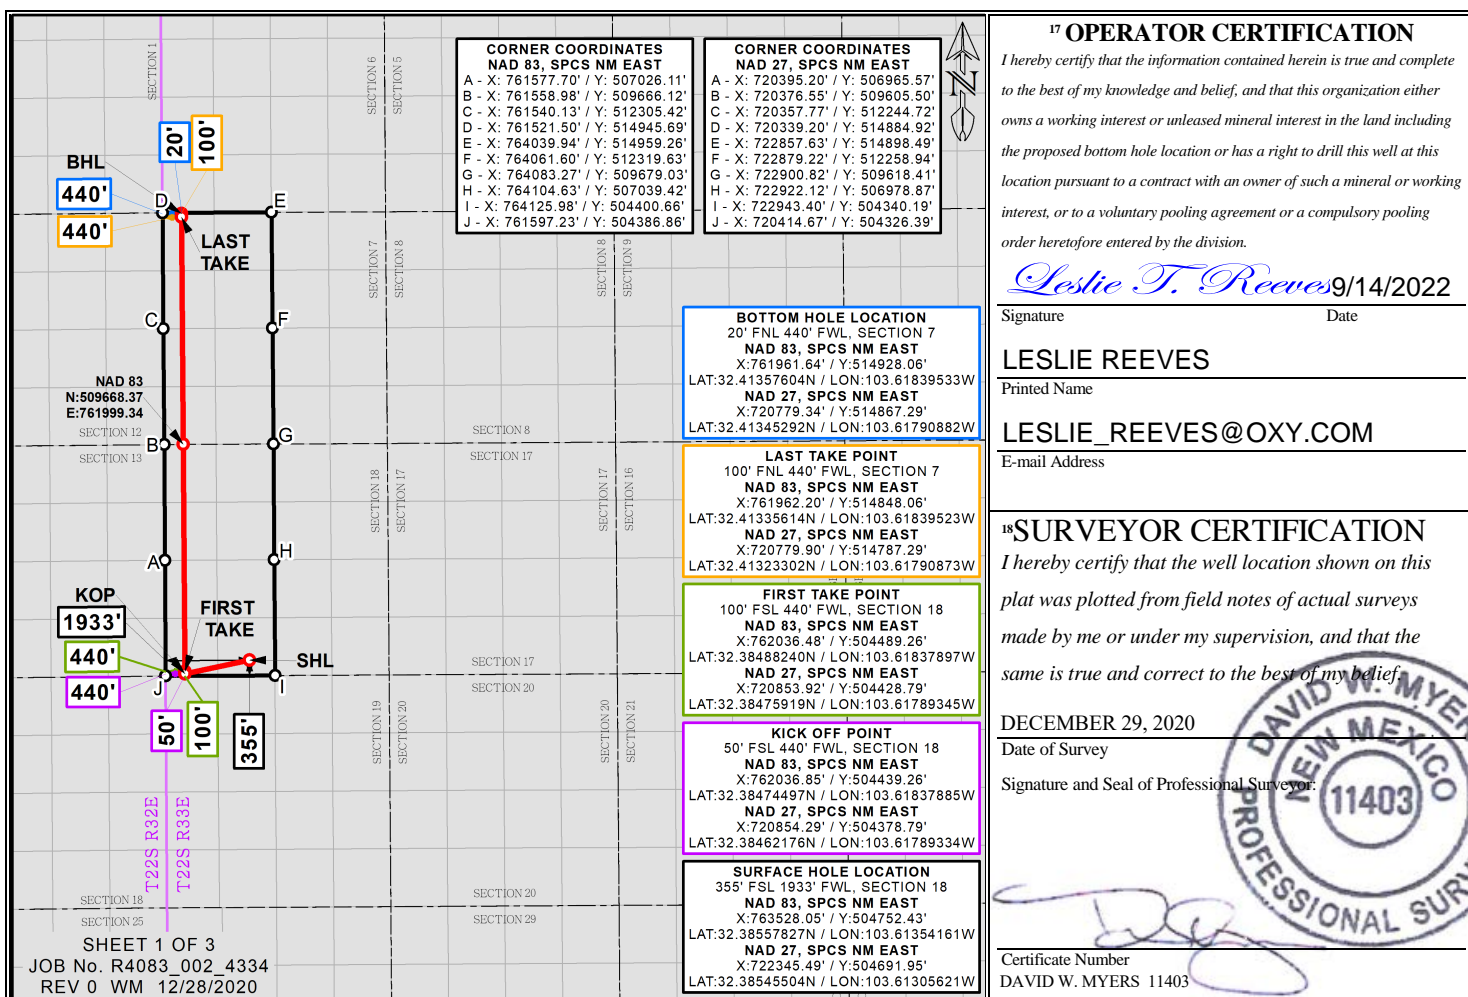 SECTION 1
SECTION 6
SECTION 5
CORNER COORDINATES
NAD 83, SPCS NM EAST
A - X: 761577.70' / Y: 507026.11'
B - X: 761558.98' / Y: 509666.12'
C - X: 761540.13' / Y: 512305.42'
D - X: 761521.50' / Y: 514945.69'
E - X: 764039.94' / Y: 514959.26'
F - X: 764061.60' / Y: 512319.63'
G - X: 764083.27' / Y: 509679.03'
H - X: 764104.63' / Y: 507039.42'
I - X: 764125.98' / Y: 504400.66'
J - X: 761597.23' / Y: 504386.86'
CORNER COORDINATES
NAD 27, SPCS NM EAST
A - X: 720395.20' / Y: 506965.57'
B - X: 720376.55' / Y: 509605.50'
C - X: 720357.77' / Y: 512244.72'
D - X: 720339.20' / Y: 514884.92'
E - X: 722857.63' / Y: 514898.49'
F - X: 722879.22' / Y: 512258.94'
G - X: 722900.82' / Y: 509618.41'
H - X: 722922.12' / Y: 506978.87'
I - X: 722943.40' / Y: 504340.19'
J - X: 720414.67' / Y: 504326.39'
N
20'
100'
BHL
440'
D
E
440'
LAST
TAKE
SECTION 7
SECTION 8
SECTION 8
SECTION 9
C
F
NAD 83
N:509668.37
E:761999.34
SECTION 12
B
G
SECTION 13
SECTION 8
SECTION 17
SECTION 18
SECTION 17
SECTION 17
SECTION 16
A
H
KOP
1933'
FIRST
TAKE
440'
SHL
440'
J
I
50'
100'
355'
SECTION 17
SECTION 20
SECTION 19
SECTION 20
SECTION 20
SECTION 21
T22S R32E
T22S R33E
SECTION 18
SECTION 25
SECTION 20
SECTION 29
SHEET 1 OF 3
JOB No. R4083_002_4334
REV 0 WM 12/28/2020
BOTTOM HOLE LOCATION
20' FNL 440' FWL, SECTION 7
NAD 83, SPCS NM EAST
X:761961.64' / Y:514928.06'
LAT:32.41357604N / LON:103.61839533W
NAD 27, SPCS NM EAST
X:720779.34' / Y:514867.29'
LAT:32.41345292N / LON:103.61790882W
LAST TAKE POINT
100' FNL 440' FWL, SECTION 7
NAD 83, SPCS NM EAST
X:761962.20' / Y:514848.06'
LAT:32.41335614N / LON:103.61839523W
NAD 27, SPCS NM EAST
X:720779.90' / Y:514787.29'
LAT:32.41323302N / LON:103.61790873W
FIRST TAKE POINT
100' FSL 440' FWL, SECTION 18
NAD 83, SPCS NM EAST
X:762036.48' / Y:504489.26'
LAT:32.38488240N / LON:103.61837897W
NAD 27, SPCS NM EAST
X:720853.92' / Y:504428.79'
LAT:32.38475919N / LON:103.61789345W
KICK OFF POINT
50' FSL 440' FWL, SECTION 18
NAD 83, SPCS NM EAST
X:762036.85' / Y:504439.26'
LAT:32.38474497N / LON:103.61837885W
NAD 27, SPCS NM EAST
X:720854.29' / Y:504378.79'
LAT:32.38462176N / LON:103.61789334W
SURFACE HOLE LOCATION
355' FSL 1933' FWL, SECTION 18
NAD 83, SPCS NM EAST
X:763528.05' / Y:504752.43'
LAT:32.38557827N / LON:103.61354161W
NAD 27, SPCS NM EAST
X:722345.49' / Y:504691.95'
LAT:32.38545504N / LON:103.61305621W
17 OPERATOR CERTIFICATION
I hereby certify that the information contained herein is true and complete
to the best of my knowledge and belief, and that this organization either
owns a working interest or unleased mineral interest in the land including
the proposed bottom hole location or has a right to drill this well at this
location pursuant to a contract with an owner of such a mineral or working
interest, or to a voluntary pooling agreement or a compulsory pooling
order heretofore entered by the division.
Leslie T. Reeves 9/14/2022
Signature Date
LESLIE REEVES
Printed Name
LESLIE_REEVES@OXY.COM
E-mail Address
18 SURVEYOR CERTIFICATION
I hereby certify that the well location shown on this
plat was plotted from field notes of actual surveys
made by me or under my supervision, and that the
same is true and correct to the best of my belief.
DECEMBER 29, 2020
Date of Survey
Signature and Seal of Professional Surveyor:
DAVID W. MYERS
NEW MEXICO
11403
PROFESSIONAL SURV
Certificate Number
DAVID W. MYERS 11403